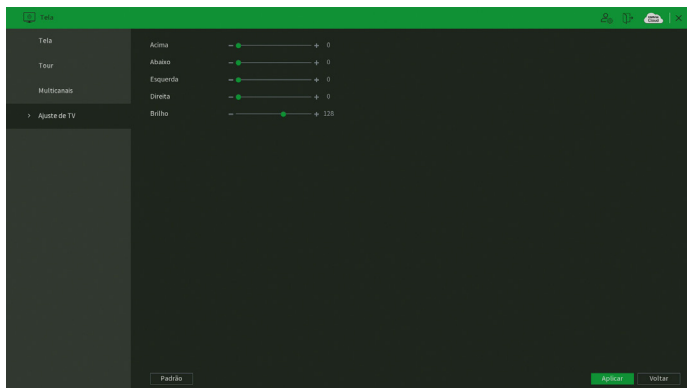 Tela
Tela
Tour
Multicanais
Ajuste de TV
Acima 0
Abaixo 0
Esquerda 0
Direita 0
Brilho 128
Padrão
Aplicar
Voltar